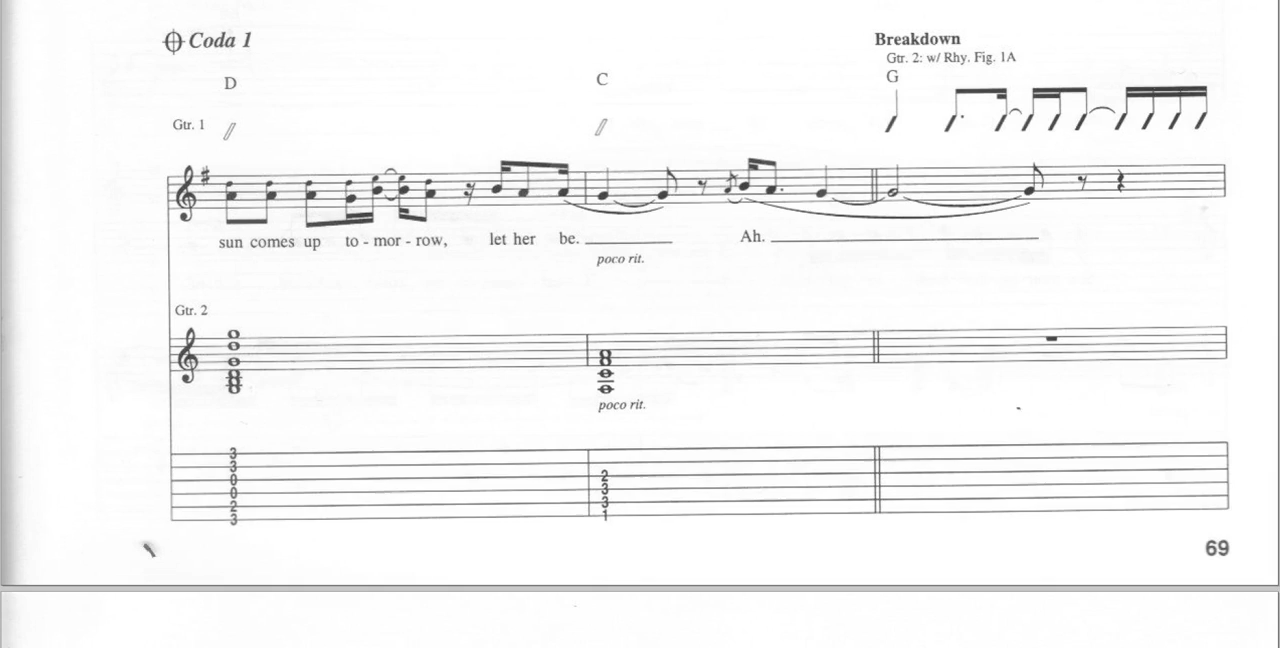 Coda 1
Breakdown
Gtr. 2: w/ Rhy. Fig. 1A
D C G
Gtr. 1
sun comes up to - mor - row, let her be. Ah.
poco rit.
Gtr. 2
poco rit.
3
3
0
0
2
3
2
3
3
1
69